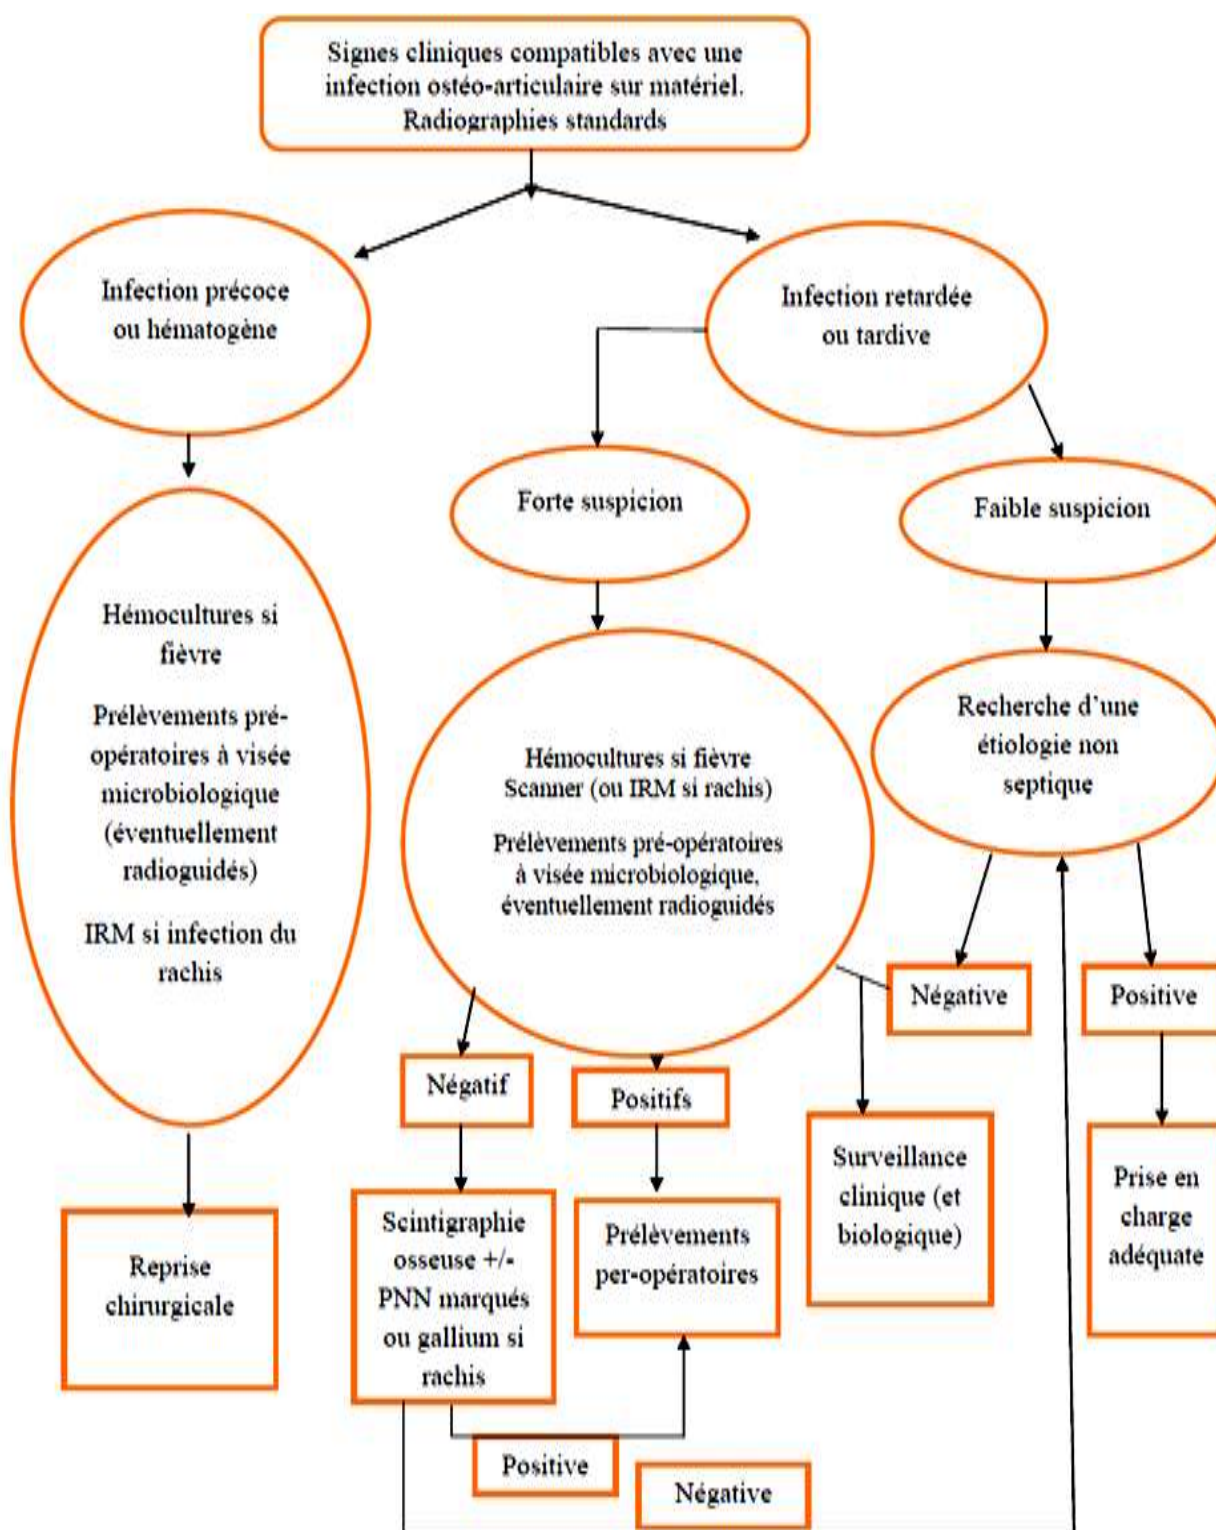 Signes cliniques compatibles avec une
infection ostéo-articulaire sur matériel.
Radiographies standards
Infection précoce
ou hématogène
Infection retardée
ou tardive
Forte suspicion
Faible suspicion
Hémocultures si
fièvre
Prélèvements pré-
opératoires à visée
microbiologique
(éventuellement
radioguidés)
IRM si infection du
rachis
Hémocultures si fièvre
Scanner (ou IRM si rachis)
Prélèvements pré-opératoires
à visée microbiologique,
éventuellement radioguidés
Recherche d’une
étiologie non
septique
Négative
Positive
Négatif
Positifs
Surveillance
clinique (et
biologique)
Prise en
charge
adéquate
Reprise
chirurgicale
Scintigraphie
osseuse +/-
PNN marqués
ou gallium si
rachis
Prélèvements
per-opératoires
Positive
Négative